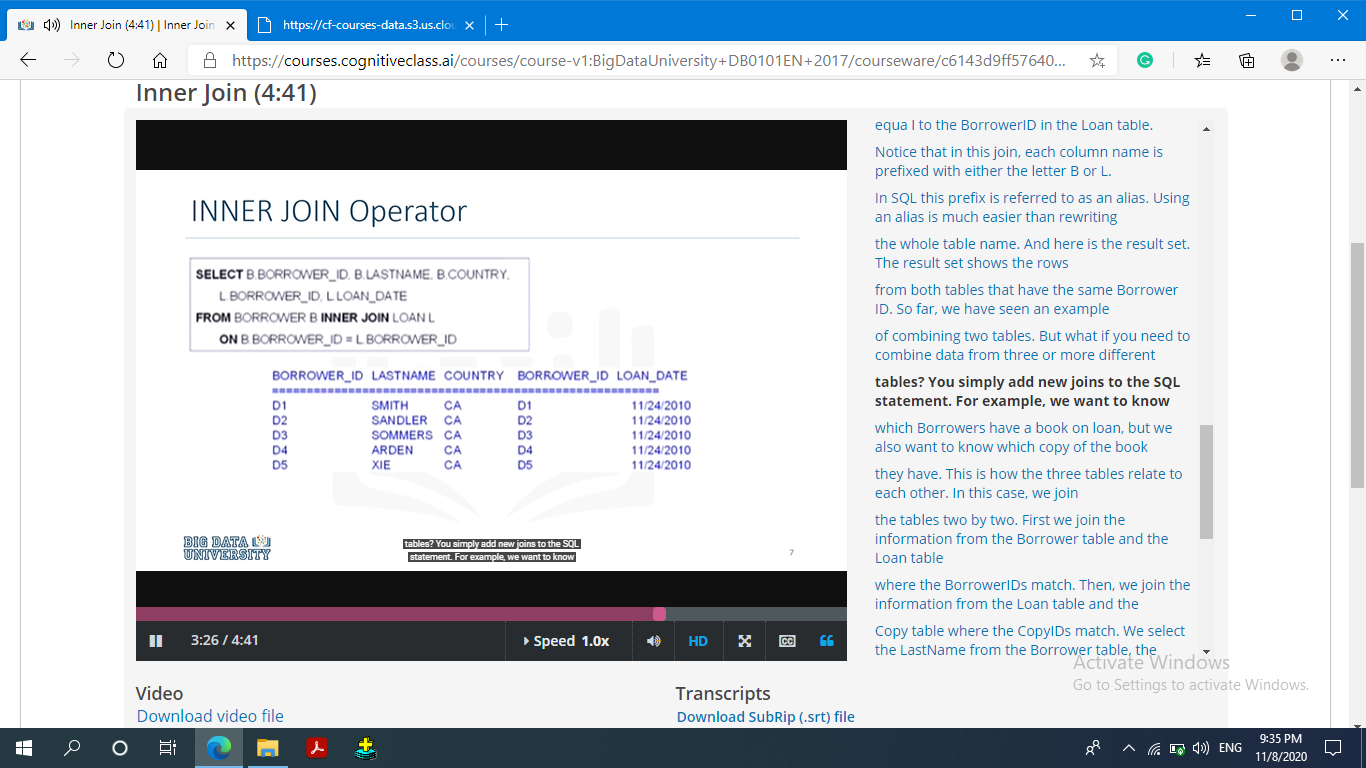 Inner Join (4:41) | Inner Join
https://cf-courses-data.s3.us.clou
https://courses.cognitiveclass.ai/courses/course-v1:BigDataUniversity+DB0101EN+2017/courseware/c6143d9ff57640...
Inner Join (4:41)
INNER JOIN Operator
SELECT B.BORROWER_ID, B.LASTNAME, B.COUNTRY,
L.BORROWER_ID, L.LOAN_DATE
FROM BORROWER B INNER JOIN LOAN L
ON B.BORROWER_ID = L.BORROWER_ID
BORROWER_ID LASTNAME COUNTRY BORROWER_ID LOAN_DATE
D1 SMITH CA D1 11/24/2010
D2 SANDLER CA D2 11/24/2010
D3 SOMMERS CA D3 11/24/2010
D4 ARDEN CA D4 11/24/2010
D5 XIE CA D5 11/24/2010
BIG DATA
UNIVERSITY
tables? You simply add new joins to the SQL
statement. For example, we want to know
7
3:26 / 4:41
Speed 1.0x
HD
CC
equa l to the BorrowerID in the Loan table.
Notice that in this join, each column name is
prefixed with either the letter B or L.
In SQL this prefix is referred to as an alias. Using
an alias is much easier than rewriting
the whole table name. And here is the result set.
The result set shows the rows
from both tables that have the same Borrower
ID. So far, we have seen an example
of combining two tables. But what if you need to
combine data from three or more different
tables? You simply add new joins to the SQL
statement. For example, we want to know
which Borrowers have a book on loan, but we
also want to know which copy of the book
they have. This is how the three tables relate to
each other. In this case, we join
the tables two by two. First we join the
information from the Borrower table and the
Loan table
where the BorrowerIDs match. Then, we join the
information from the Loan table and the
Copy table where the CopyIDs match. We select
the LastName from the Borrower table, the
Activate Windows
Go to Settings to activate Windows.
Video
Download video file
Transcripts
Download SubRip (.srt) file
ENG
9:35 PM
11/8/2020